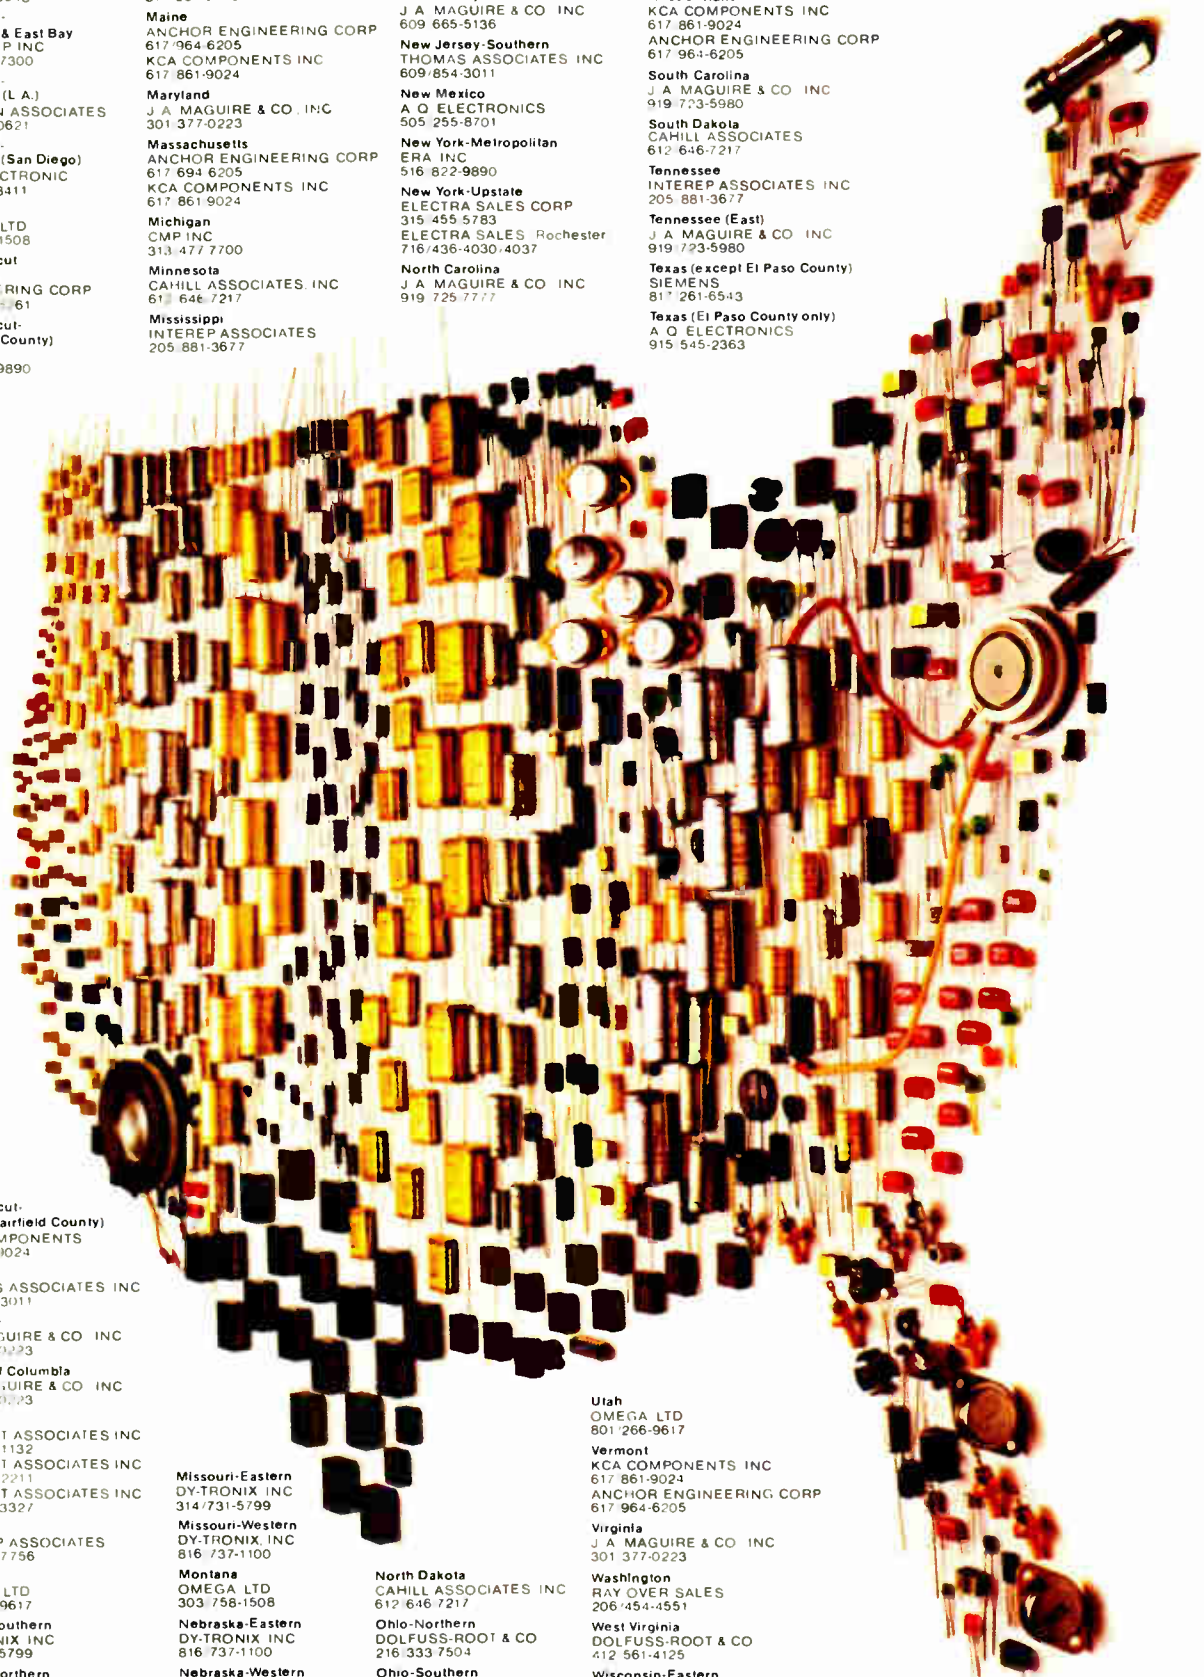 & East Bay
P INC
7300
(L A.)
N ASSOCIATES
0621
(San Diego)
CTRONIC
8411
LTD
1508
cut
RING CORP
261
cut-
County)
9890
Maine
ANCHOR ENGINEERING CORP
617/964-6205
KCA COMPONENTS INC
617 861-9024
Maryland
J A MAGUIRE & CO. INC
301 377-0223
Massachusetts
ANCHOR ENGINEERING CORP
617 694 6205
KCA COMPONENTS INC
617 861 9024
Michigan
CMP INC
313 477 7700
Minnesota
CAHILL ASSOCIATES, INC
612 646 7217
Mississippi
INTEREP ASSOCIATES
205 881-3677
J A MAGUIRE & CO INC
609 665-5136
New Jersey-Southern
THOMAS ASSOCIATES INC
609/854-3011
New Mexico
A Q ELECTRONICS
505 255-8701
New York-Metropolitan
ERA INC
516 822-9890
New York-Upstate
ELECTRA SALES CORP
315 455 5783
ELECTRA SALES Rochester
716/436-4030/4037
North Carolina
J A MAGUIRE & CO INC
919 725-7777
KCA COMPONENTS INC
617 861-9024
ANCHOR ENGINEERING CORP
617 964-6205
South Carolina
J A MAGUIRE & CO INC
919 723-5980
South Dakota
CAHILL ASSOCIATES
612 646-7217
Tennessee
INTEREP ASSOCIATES INC
205 881-3677
Tennessee (East)
J A MAGUIRE & CO INC
919 723-5980
Texas (except El Paso County)
SIEMENS
817 261-6543
Texas (El Paso County only)
A Q ELECTRONICS
915 545-2363
cut-
airfield County)
MPONENTS
9024
S ASSOCIATES INC
3011
GUIRE & CO INC
0223
f Columbia
GUIRE & CO INC
0223
T ASSOCIATES INC
1132
T ASSOCIATES INC
2211
T ASSOCIATES INC
3327
P ASSOCIATES
7756
LTD
9617
outhern
NIX INC
5799
orthern
Missouri-Eastern
DY-TRONIX INC
314/731-5799
Missouri-Western
DY-TRONIX, INC
816 737-1100
Montana
OMEGA LTD
303 758-1508
Nebraska-Eastern
DY-TRONIX INC
816 737-1100
Nebraska-Western
North Dakota
CAHILL ASSOCIATES INC
612 646 7217
Ohio-Northern
DOLFUSS-ROOT & CO
216 333 7504
Ohio-Southern
Utah
OMEGA LTD
801 266-9617
Vermont
KCA COMPONENTS INC
617 861-9024
ANCHOR ENGINEERING CORP
617 964-6205
Virginia
J A MAGUIRE & CO INC
301 377-0223
Washington
RAY OVER SALES
206/454-4551
West Virginia
DOLFUSS-ROOT & CO
412 561-4125
Wisconsin-Eastern